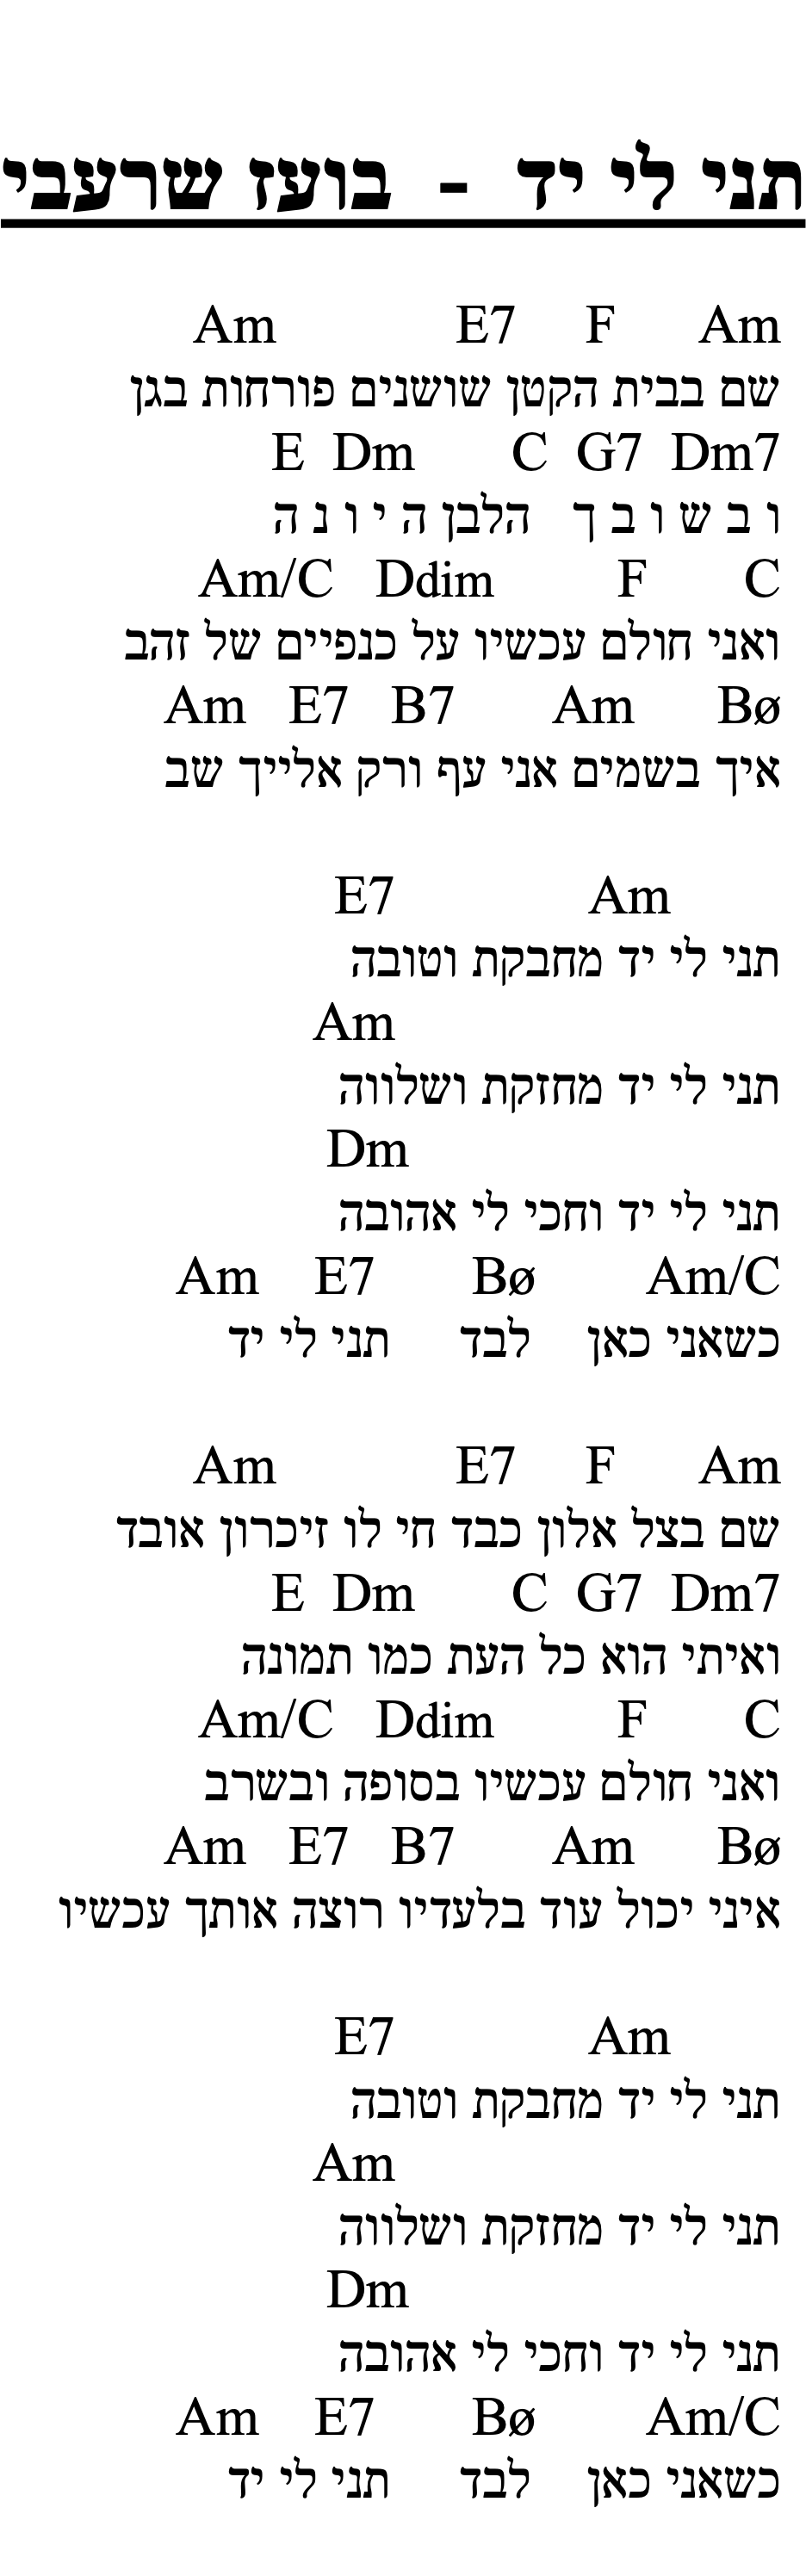 תני לי יד - בועז שרעבי
Am F E7 Am
שם בבית הקטן שושנים פורחות בגן
Dm7 G7 C Dm E
ו ב ש ו ב ך הלבן ה י ו נ ה
C F Ddim Am/C
ואני חולם עכשיו על כנפיים של זהב
Bø Am B7 E7 Am
איך בשמים אני עף ורק אלייך שב
Am E7
תני לי יד מחבקת וטובה
Am
תני לי יד מחזקת ושלווה
Dm
תני לי יד וחכי לי אהובה
Am/C Bø E7 Am
כשאני כאן לבד תני לי יד
Am F E7 Am
שם בצל אלון כבד חי לו זיכרון אובד
Dm7 G7 C Dm E
ואיתי הוא כל העת כמו תמונה
C F Ddim Am/C
ואני חולם עכשיו בסופה ובשרב
Bø Am B7 E7 Am
איני יכול עוד בלעדיו רוצה אותך עכשיו
Am E7
תני לי יד מחבקת וטובה
Am
תני לי יד מחזקת ושלווה
Dm
תני לי יד וחכי לי אהובה
Am/C Bø E7 Am
כשאני כאן לבד תני לי יד